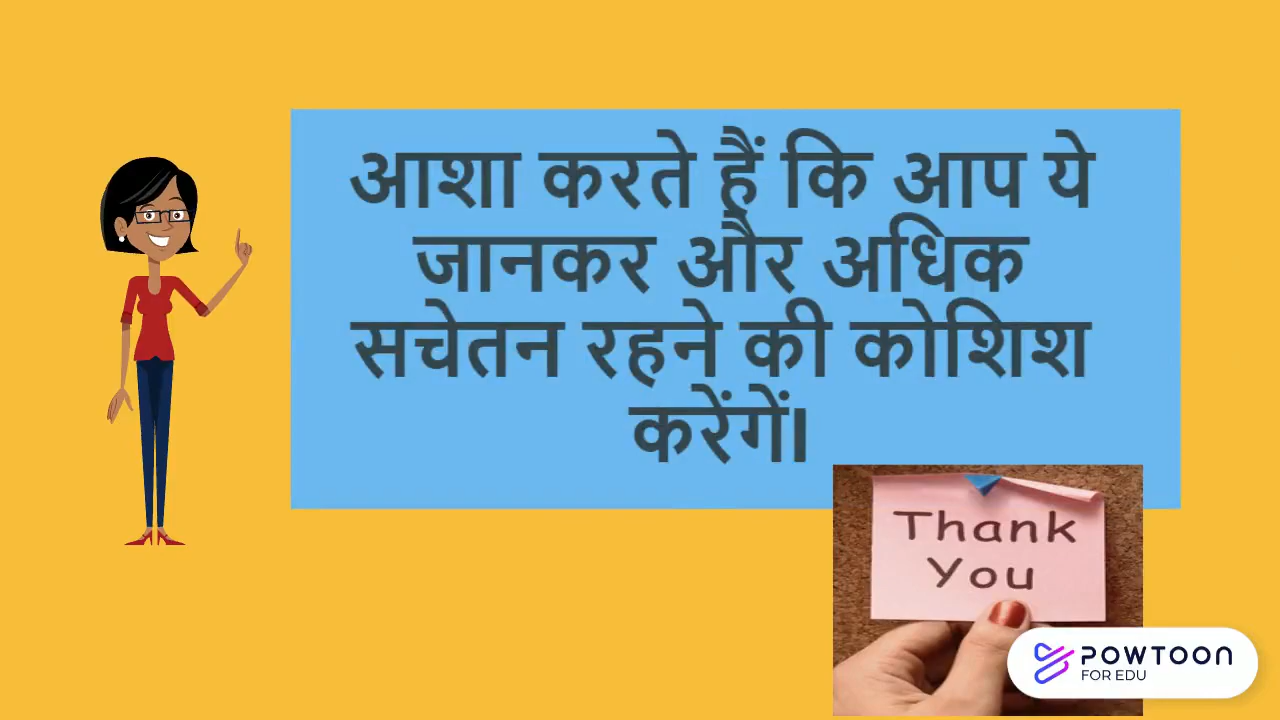 आशा करते हैं कि आप ये
जानकर और अधिक
सचेतन रहने की कोशिश
करेंगें।
Thank
You
POWTOON
FOR EDU